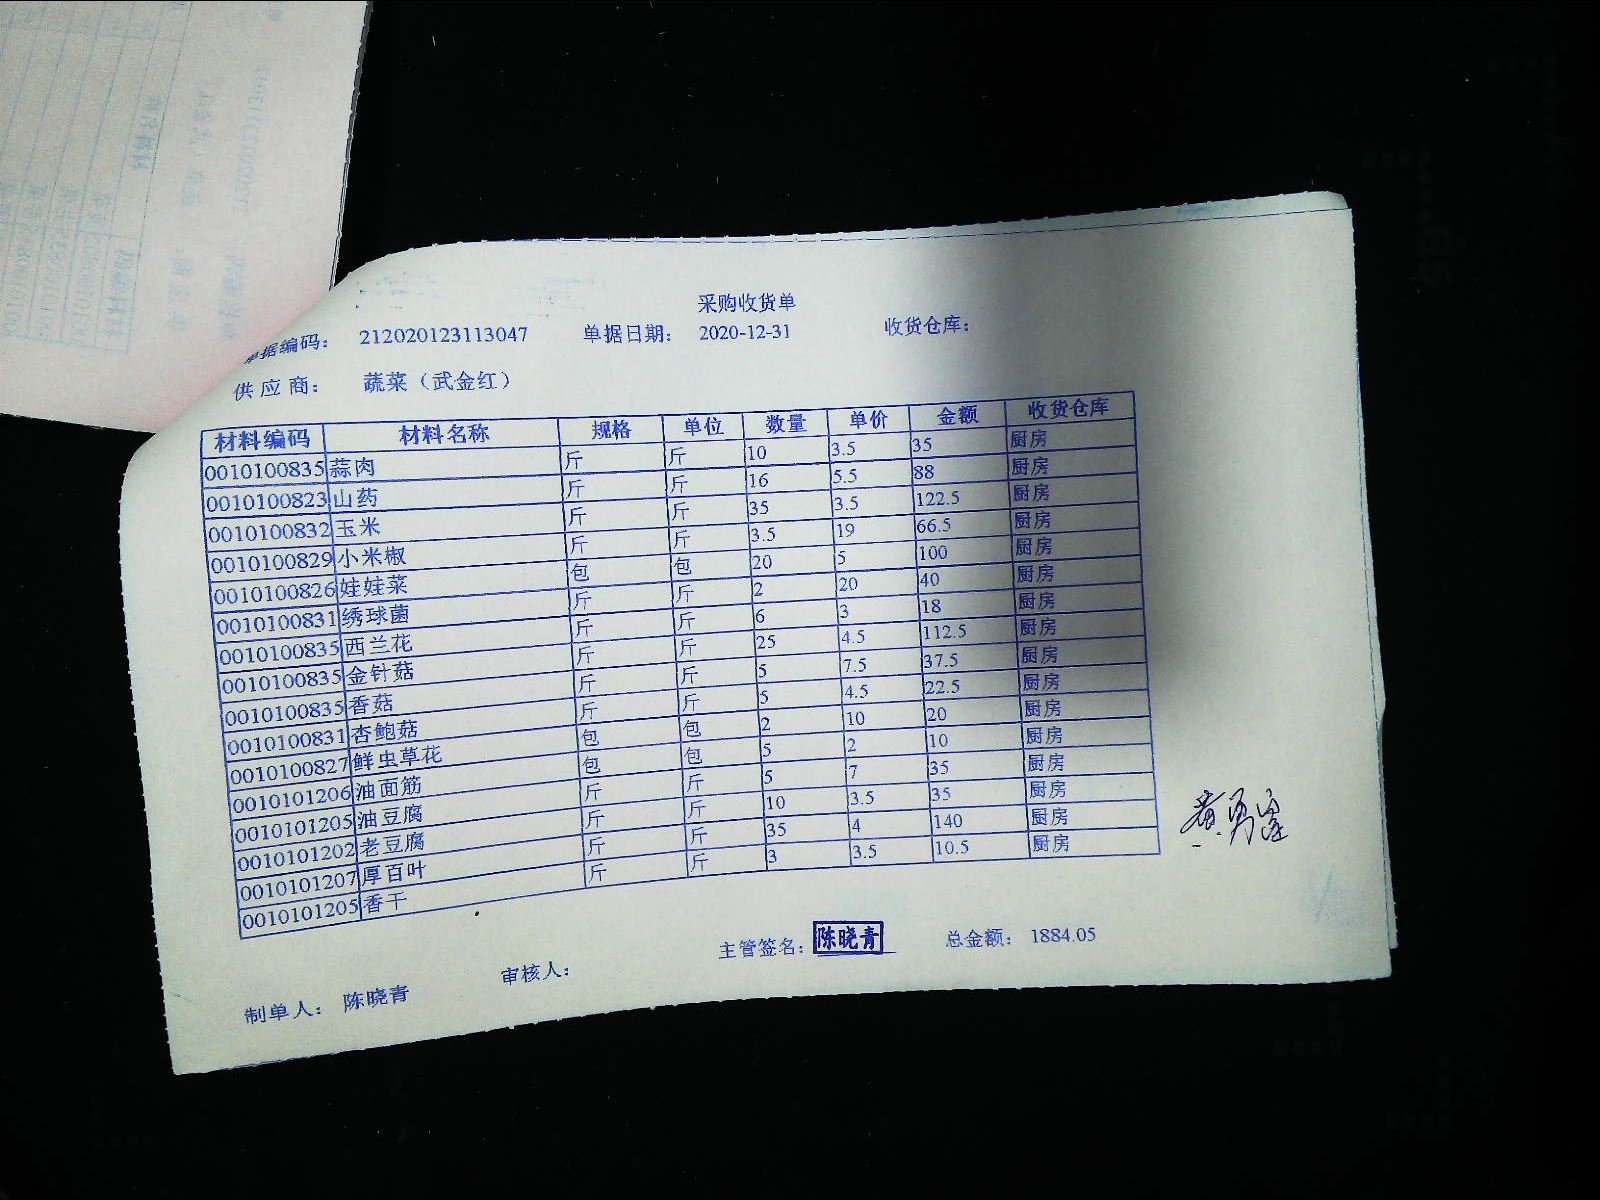 采购收货单
单据编码： 212020123113047 单据日期： 2020-12-31 收货仓库：
供应商： 蔬菜（武金红）
材料编码 材料名称 规格 单位 数量 单价 金额 收货仓库
0010100835 蒜肉 斤 斤 10 3.5 35 厨房
0010100823 山药 斤 斤 16 5.5 88 厨房
0010100832 玉米 斤 斤 35 3.5 122.5 厨房
0010100829 小米椒 斤 斤 3.5 19 66.5 厨房
0010100826 娃娃菜 包 包 20 5 100 厨房
0010100831 绣球菌 斤 斤 2 20 40 厨房
0010100835 西兰花 斤 斤 6 3 18 厨房
0010100835 金针菇 斤 斤 25 4.5 112.5 厨房
0010100835 香菇 斤 斤 5 7.5 37.5 厨房
0010100831 杏鲍菇 斤 斤 5 4.5 22.5 厨房
0010100827 鲜虫草花 包 包 2 10 20 厨房
0010101206 油面筋 包 包 5 2 10 厨房
0010101205 油豆腐 斤 斤 5 7 35 厨房
0010101202 老豆腐 斤 斤 10 3.5 35 厨房
0010101207 厚百叶 斤 斤 35 4 140 厨房
0010101205 香干 斤 斤 3 3.5 10.5 厨房
主管签名： 陈晓青 总金额： 1884.05
制单人： 陈晓青 审核人：